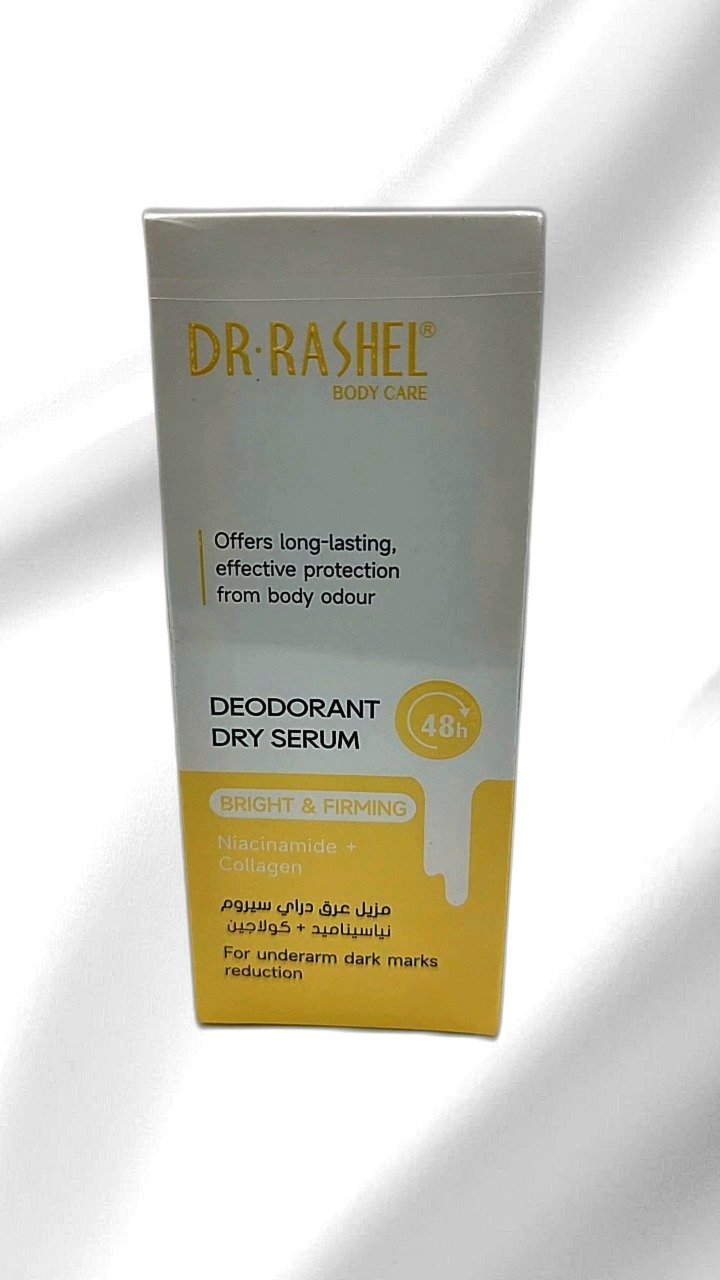 DR·RASHEL®
BODY CARE
Offers long-lasting,
effective protection
from body odour
DEODORANT
DRY SERUM
48h
BRIGHT & FIRMING
Niacinamide +
Collagen
مزيل عرق دراي سيروم
نياسيناميد + كولاجين
For underarm dark marks
reduction